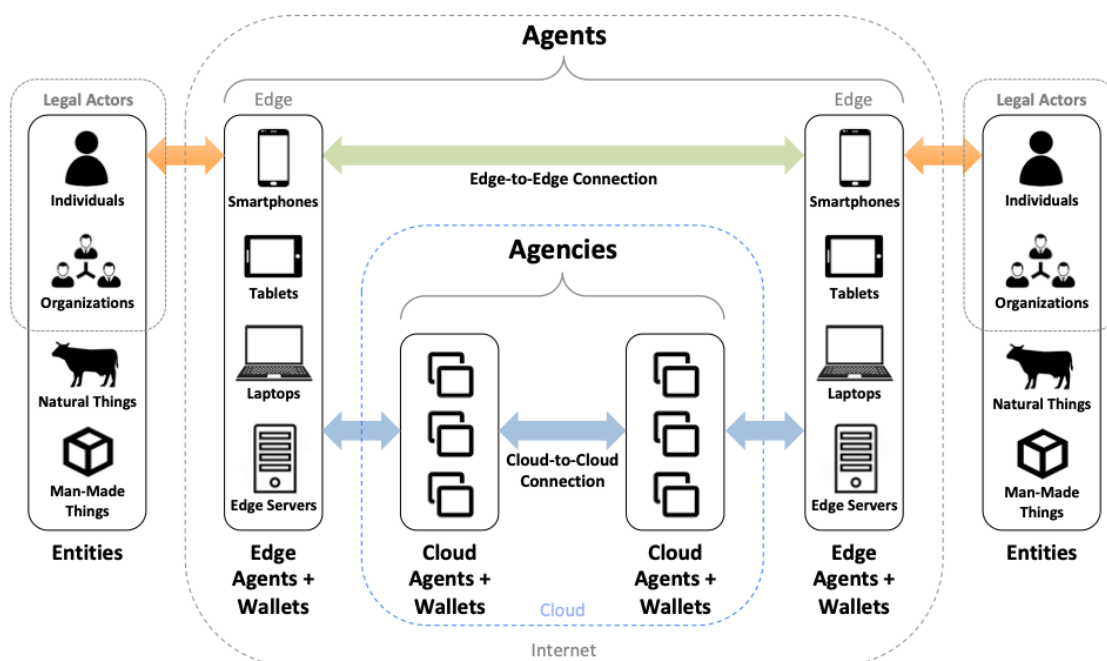 Agents
Legal Actors
Edge
Edge
Legal Actors
Individuals
Smartphones
Edge-to-Edge Connection
Smartphones
Individuals
Agencies
Organizations
Tablets
Tablets
Organizations
Natural Things
Laptops
Laptops
Natural Things
Cloud-to-Cloud
Connection
Man-Made
Things
Edge Servers
Edge Servers
Man-Made
Things
Entities
Edge
Agents +
Wallets
Cloud
Agents +
Wallets
Cloud
Agents +
Wallets
Edge
Agents +
Wallets
Entities
Cloud
Internet